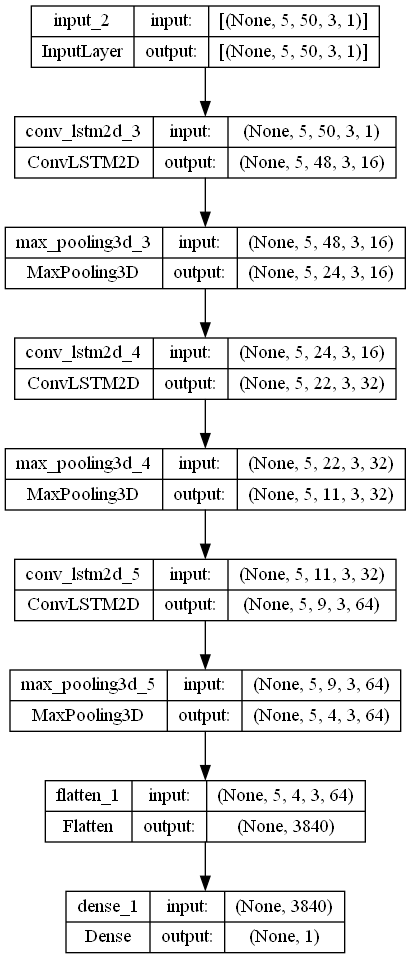 input_2 input: [(None, 5, 50, 3, 1)]
InputLayer output: [(None, 5, 50, 3, 1)]
conv_lstm2d_3 input: (None, 5, 50, 3, 1)
ConvLSTM2D output: (None, 5, 48, 3, 16)
max_pooling3d_3 input: (None, 5, 48, 3, 16)
MaxPooling3D output: (None, 5, 24, 3, 16)
conv_lstm2d_4 input: (None, 5, 24, 3, 16)
ConvLSTM2D output: (None, 5, 22, 3, 32)
max_pooling3d_4 input: (None, 5, 22, 3, 32)
MaxPooling3D output: (None, 5, 11, 3, 32)
conv_lstm2d_5 input: (None, 5, 11, 3, 32)
ConvLSTM2D output: (None, 5, 9, 3, 64)
max_pooling3d_5 input: (None, 5, 9, 3, 64)
MaxPooling3D output: (None, 5, 4, 3, 64)
flatten_1 input: (None, 5, 4, 3, 64)
Flatten output: (None, 3840)
dense_1 input: (None, 3840)
Dense output: (None, 1)